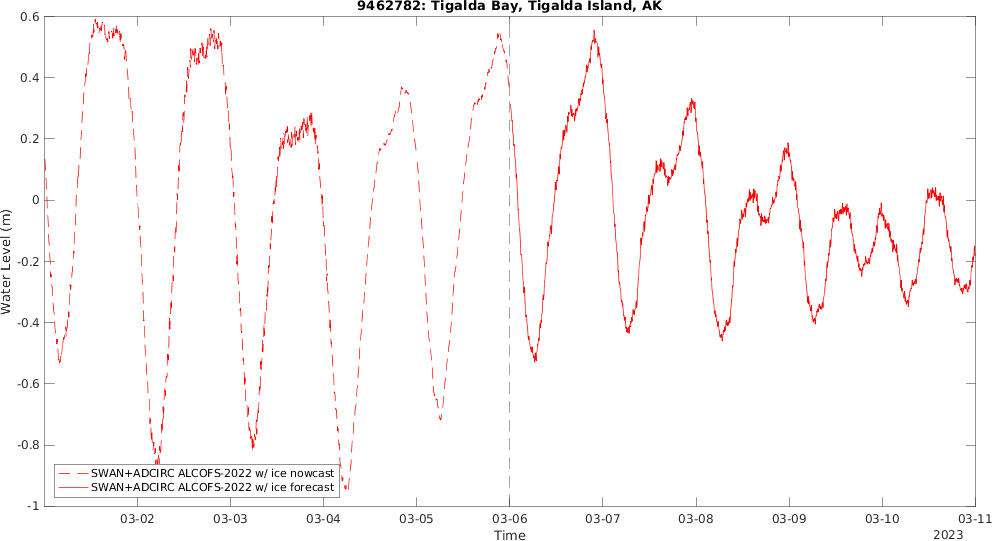 9462782: Tigalda Bay, Tigalda Island, AK
0.6
0.4
0.2
0
-0.2
-0.4
-0.6
-0.8
-1
Water Level (m)
SWAN+ADCIRC ALCOFS-2022 w/ ice nowcast
SWAN+ADCIRC ALCOFS-2022 w/ ice forecast
03-02 03-03 03-04 03-05 03-06 03-07 03-08 03-09 03-10 03-11
Time
2023